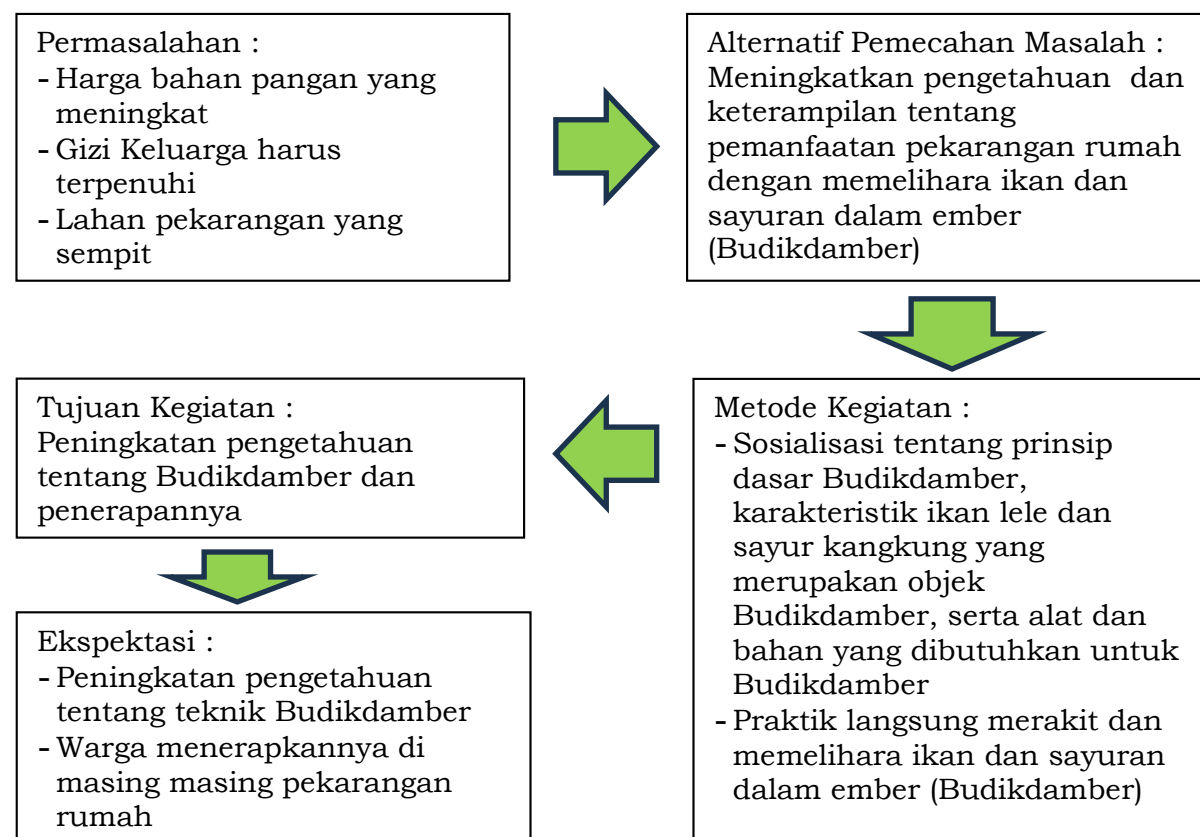 Permasalahan :
- Harga bahan pangan yang
meningkat
- Gizi Keluarga harus
terpenuhi
- Lahan pekarangan yang
sempit
Alternatif Pemecahan Masalah :
Meningkatkan pengetahuan dan
keterampilan tentang
pemanfaatan pekarangan rumah
dengan memelihara ikan dan
sayuran dalam ember
(Budikdamber)
Metode Kegiatan :
- Sosialisasi tentang prinsip
dasar Budikdamber,
karakteristik ikan lele dan
sayur kangkung yang
merupakan objek
Budikdamber, serta alat dan
bahan yang dibutuhkan untuk
Budikdamber
- Praktik langsung merakit dan
memelihara ikan dan sayuran
dalam ember (Budikdamber)
Tujuan Kegiatan :
Peningkatan pengetahuan
tentang Budikdamber dan
penerapannya
Ekspektasi :
- Peningkatan pengetahuan
tentang teknik Budikdamber
- Warga menerapkannya di
masing masing pekarangan
rumah